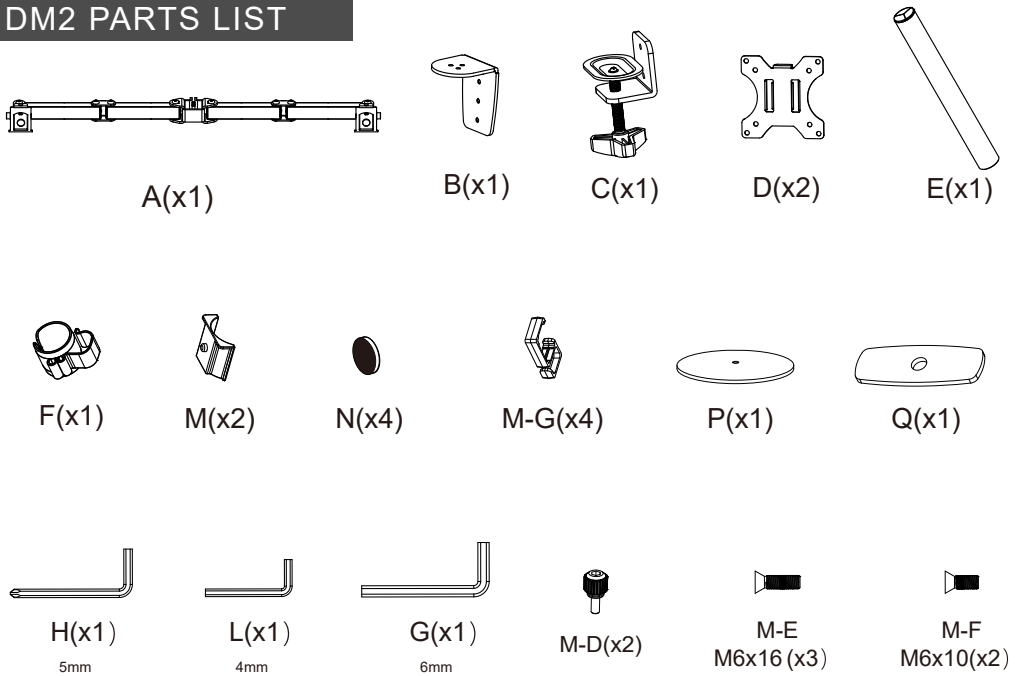 DM2 PARTS LIST
A(x1)
B(x1)
C(x1)
D(x2)
E(x1)
F(x1)
M(x2)
N(x4)
M-G(x4)
P(x1)
Q(x1)
H(x1）
5mm
L(x1）
4mm
G(x1）
6mm
M-D(x2)
M-E
M6x16 (x3）
M-F
M6x10(x2）